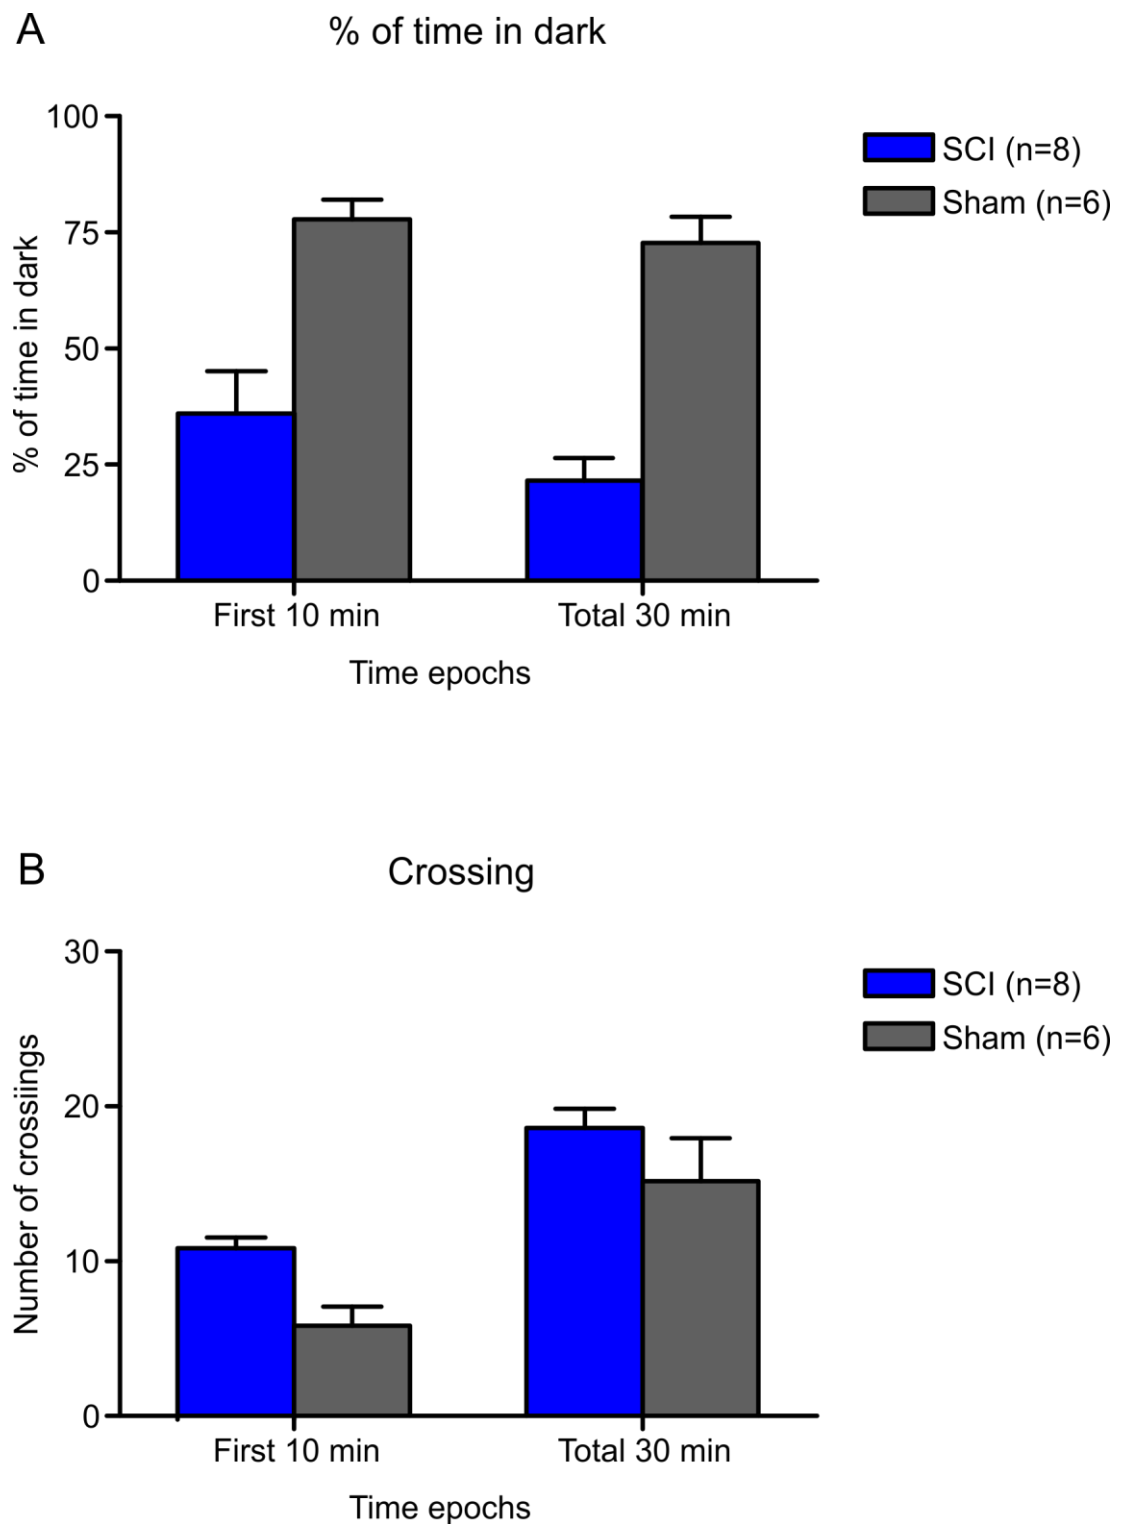 A
% of time in dark
100
75
50
25
0
% of time in dark
SCI (n=8)
Sham (n=6)
First 10 min
Total 30 min
Time epochs
B
Crossing
30
20
10
0
Number of crossiings
SCI (n=8)
Sham (n=6)
First 10 min
Total 30 min
Time epochs